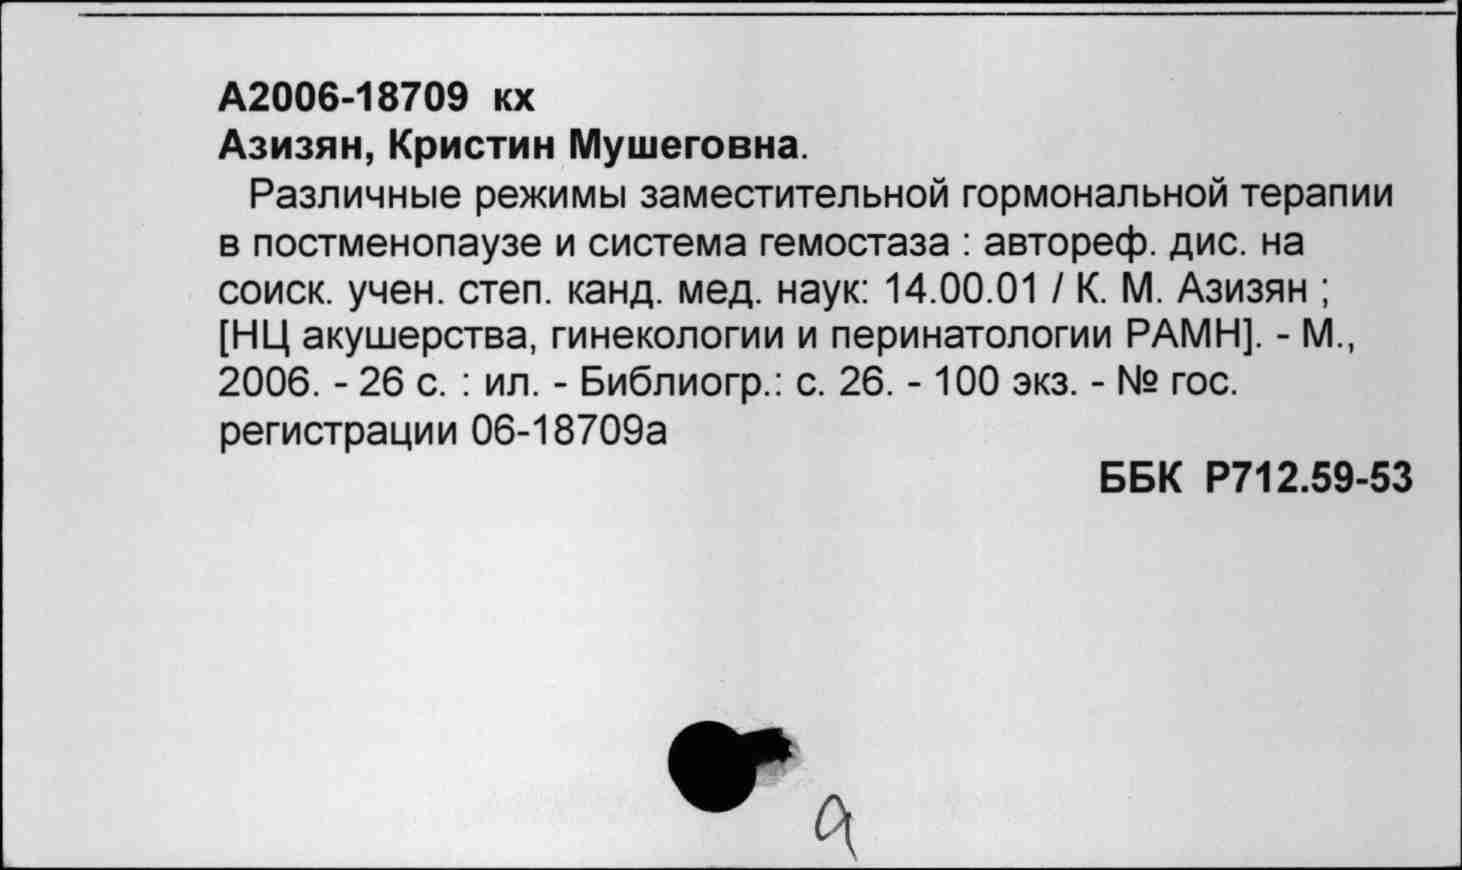 А2006-18709 кх
Азизян, Кристин Мушеговна.
Различные режимы заместительной гормональной терапии
в постменопаузе и система гемостаза : автореф. дис. на
соиск. учен. степ. канд. мед. наук: 14.00.01 / К. М. Азизян ;
[НЦ акушерства, гинекологии и перинатологии РАМН]. - М.,
2006. - 26 с. : ил. - Библиогр.: с. 26. - 100 экз. - № гос.
регистрации 06-18709а
ББК Р712.59-53